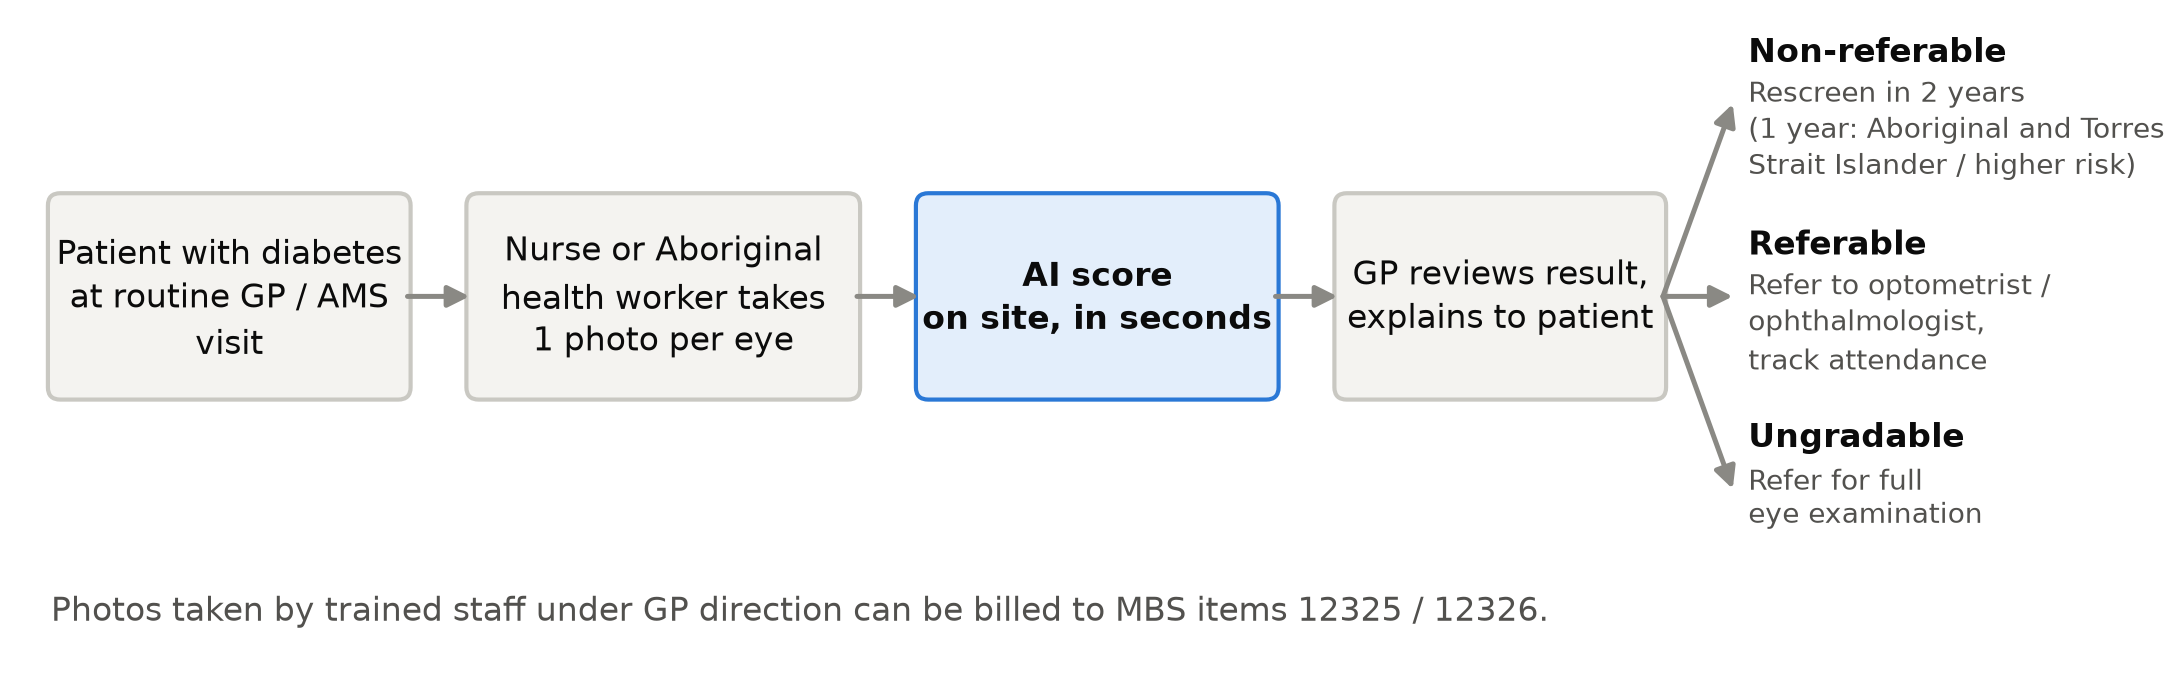 Patient with diabetes
at routine GP / AMS
visit
Nurse or Aboriginal
health worker takes
1 photo per eye
AI score
on site, in seconds
GP reviews result,
explains to patient
Non-referable
Rescreen in 2 years
(1 year: Aboriginal and Torres
Strait Islander / higher risk)
Referable
Refer to optometrist /
ophthalmologist,
track attendance
Ungradable
Refer for full
eye examination
Photos taken by trained staff under GP direction can be billed to MBS items 12325 / 12326.